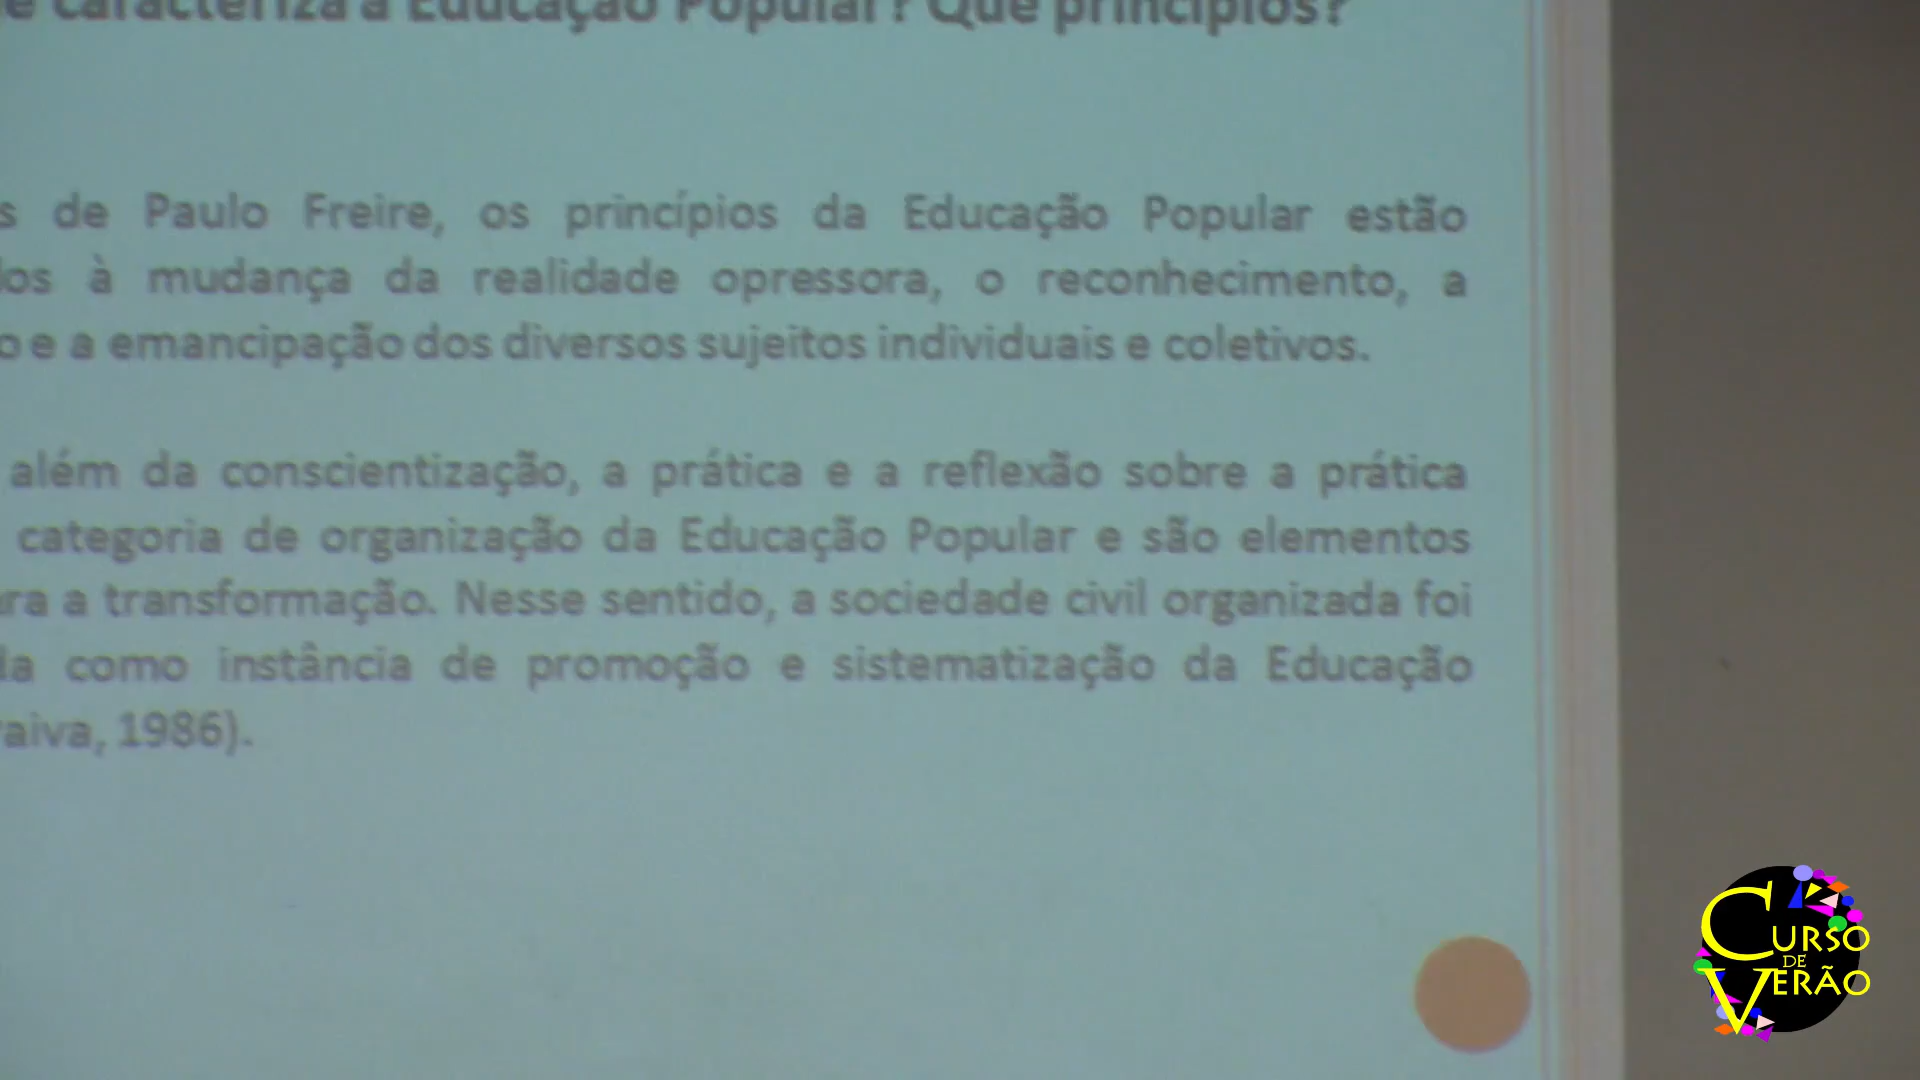 e caracteriza a Educação Popular? Que princípios?
s de Paulo Freire, os princípios da Educação Popular estão
à mudança da realidade opressora, o reconhecimento, a
o e a emancipação dos diversos sujeitos individuais e coletivos.
além da conscientização, a prática e a reflexão sobre a prática
categoria de organização da Educação Popular e são elementos
a transformação. Nesse sentido, a sociedade civil organizada foi
como instância de promoção e sistematização da Educação
aiva, 1986).
CURSO
DE
VERÃO